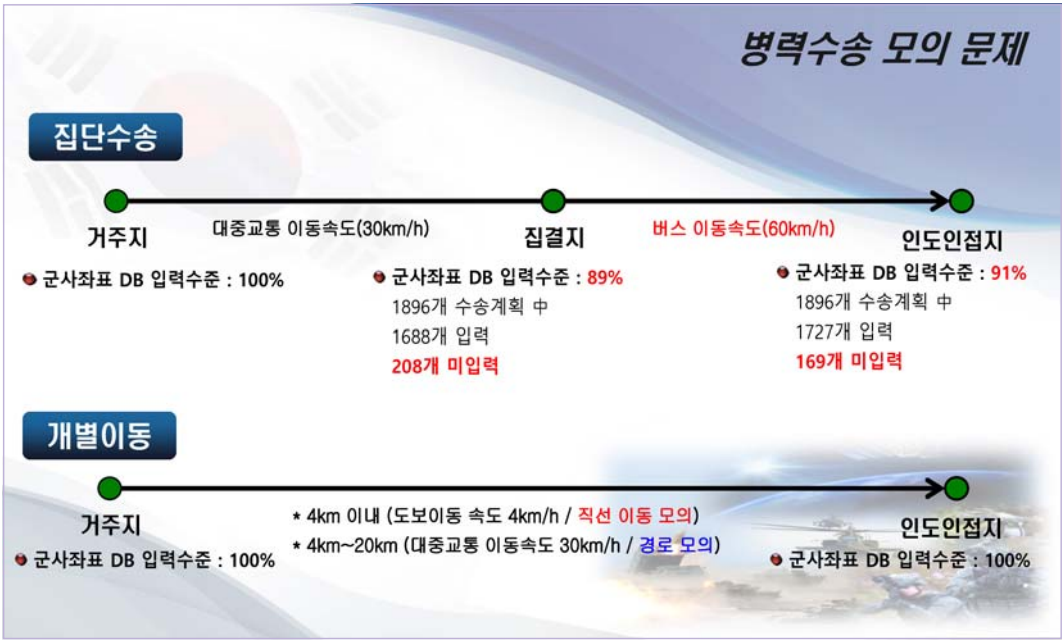 병력수송 모의 문제
집단수송
대중교통 이동속도(30km/h)
버스 이동속도(60km/h)
거주지
집결지
인도인접지
군사좌표 DB 입력수준 : 100%
군사좌표 DB 입력수준 : 89%
1896개 수송계획 中
1688개 입력
208개 미입력
군사좌표 DB 입력수준 : 91%
1896개 수송계획 中
1727개 입력
169개 미입력
개별이동
거주지
* 4km 이내 (도보이동 속도 4km/h / 직선 이동 모의)
* 4km~20km (대중교통 이동속도 30km/h / 경로 모의)
인도인접지
군사좌표 DB 입력수준 : 100%
군사좌표 DB 입력수준 : 100%